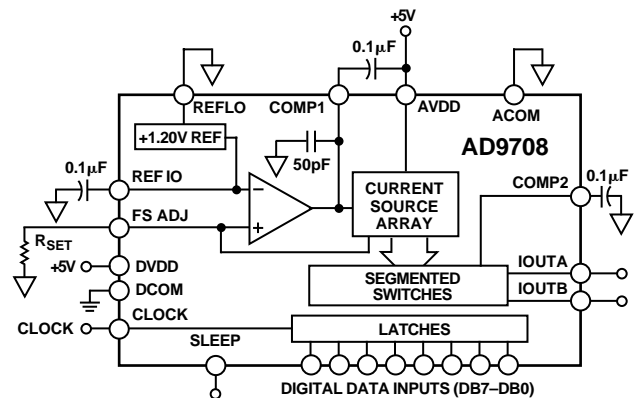 +5V
0.1μF
REFLO
COMP1
AVDD
ACOM
+1.20V REF
50pF
AD9708
0.1μF
REFIO
COMP2
0.1μF
CURRENT
SOURCE
ARRAY
–
+
FS ADJ
RSET
+5V
DVDD
DCOM
SEGMENTED
SWITCHES
IOUTA
IOUTB
CLOCK
CLOCK
LATCHES
SLEEP
DIGITAL DATA INPUTS (DB7–DB0)